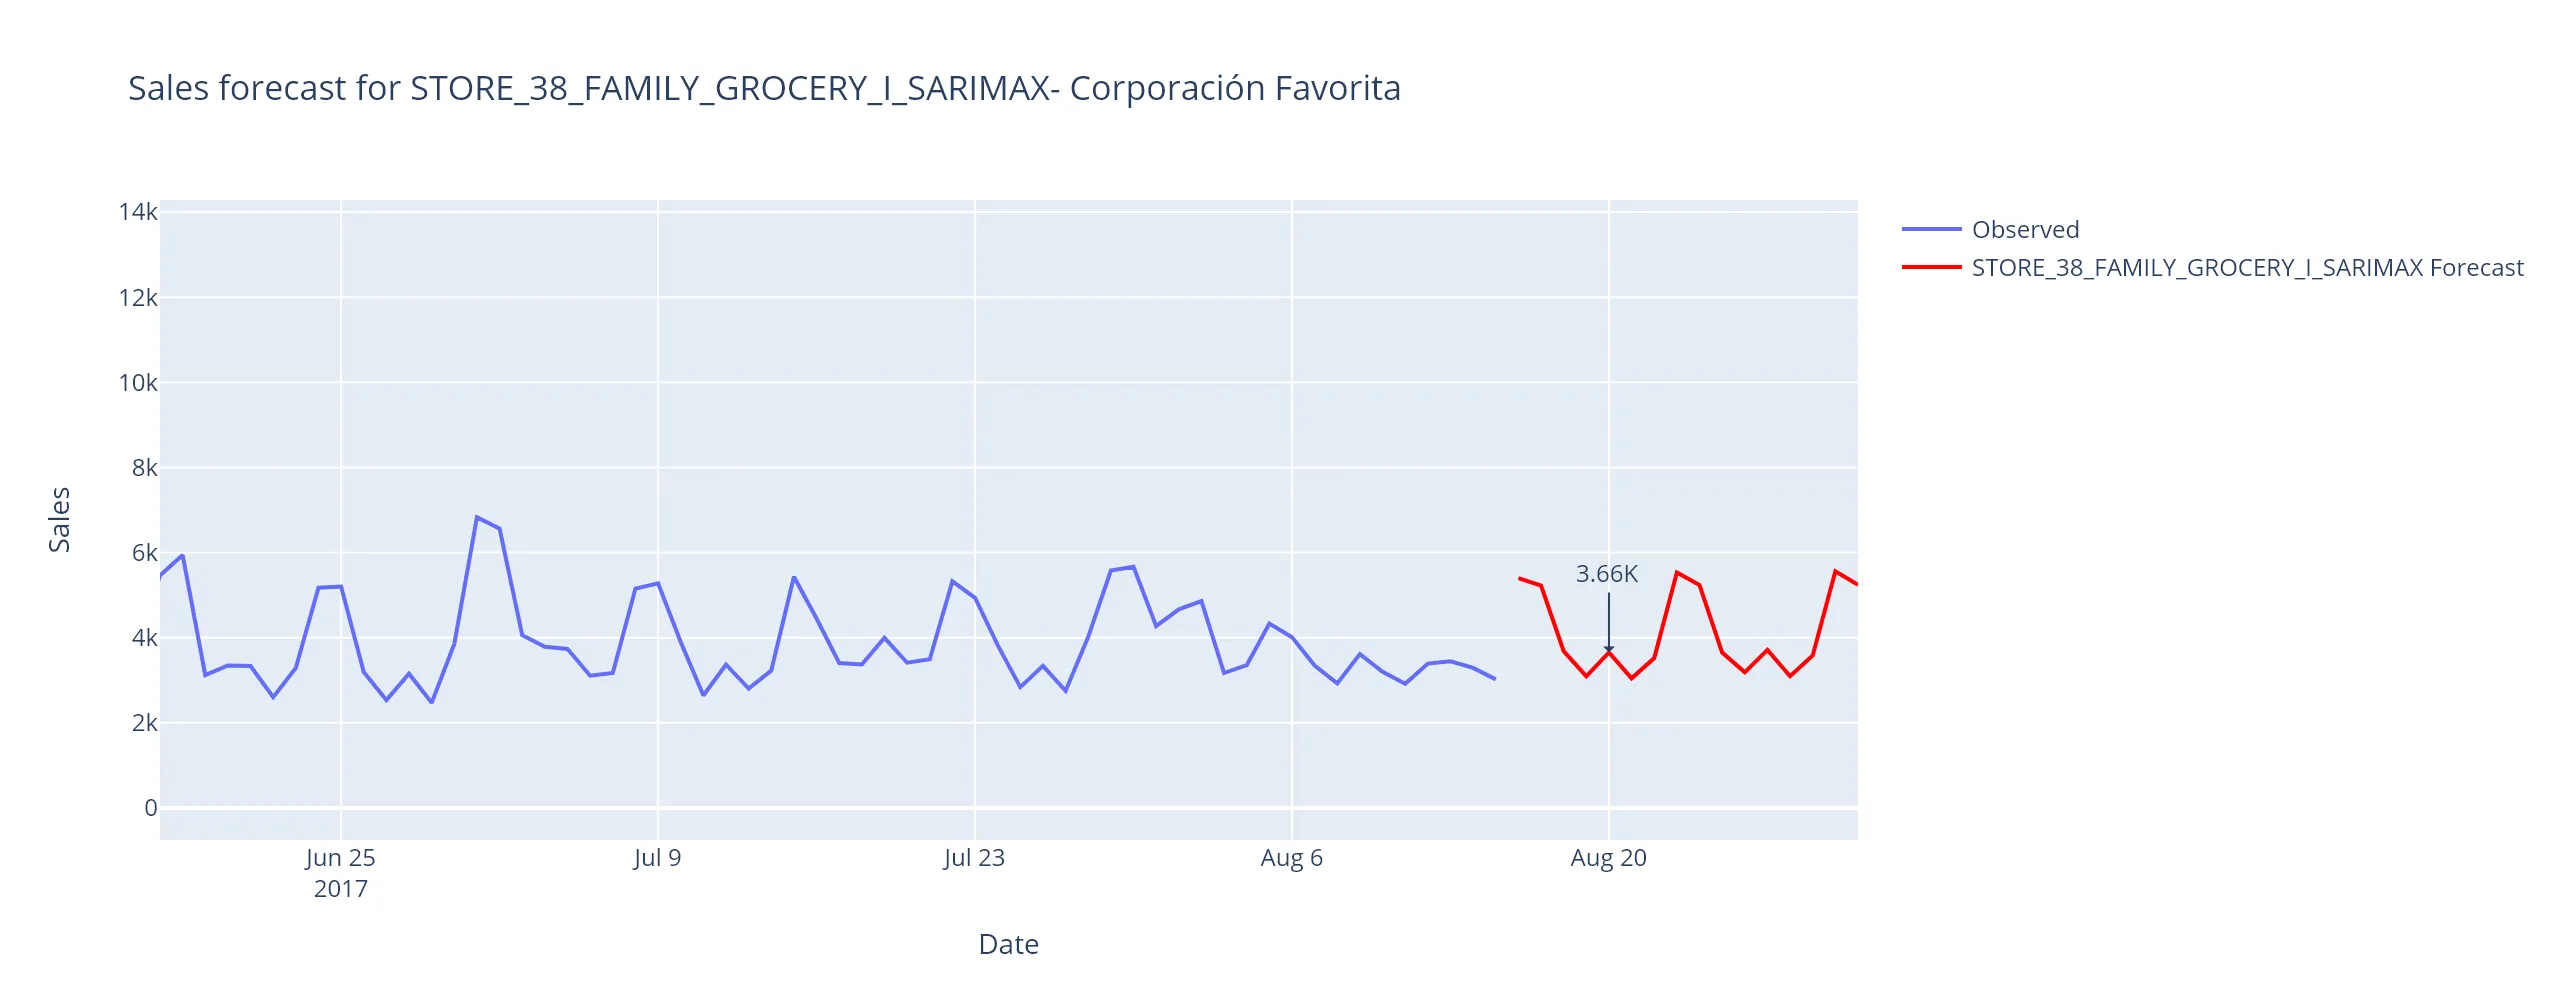 Sales forecast for STORE_38_FAMILY_GROCERY_I_SARIMAX- Corporación Favorita
14k
12k
10k
8k
6k
4k
2k
0
Sales
3.66K
Jun 25
2017
Jul 9
Jul 23
Aug 6
Aug 20
Date
Observed
STORE_38_FAMILY_GROCERY_I_SARIMAX Forecast